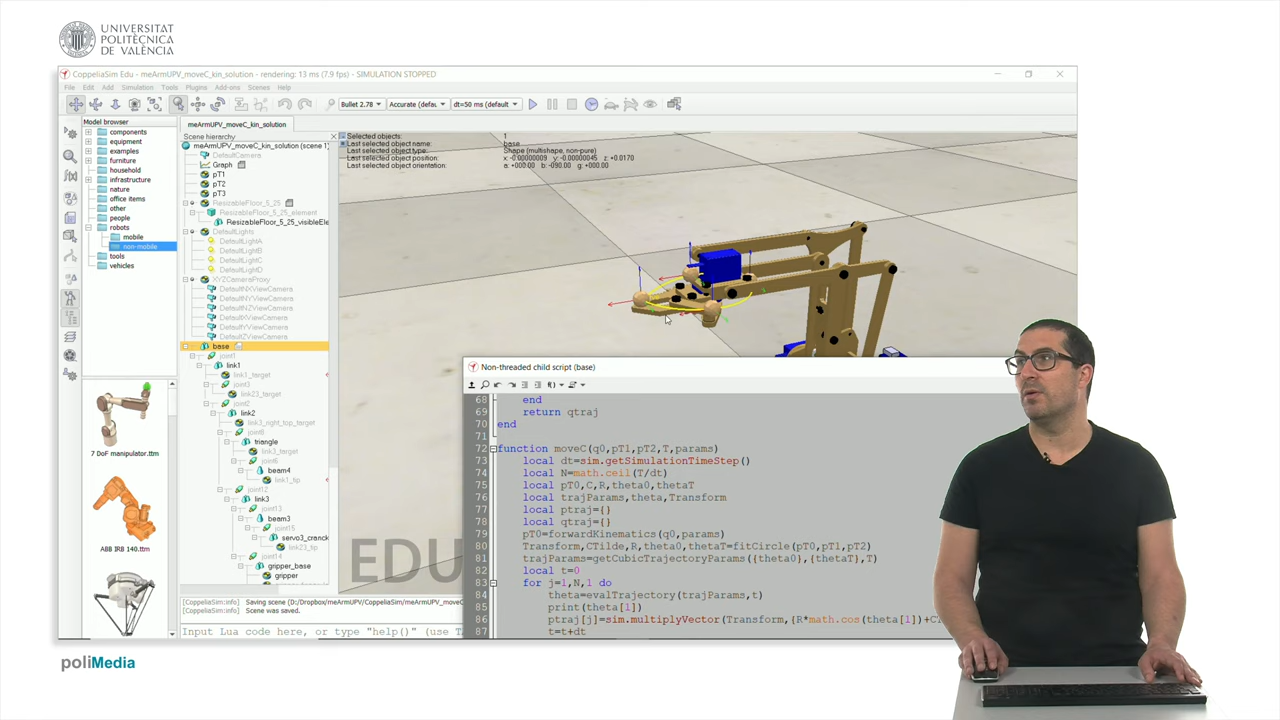 UNIVERSITAT
POLITÈCNICA
DE VALÈNCIA
CoppeliaSim Edu - meArmUPV_moveC_kin_solution - rendering: 13 ms (7.9 fps) - SIMULATION STOPPED
File Edit Add Simulation Tools Plugins Add-ons Scenes Help
Bullet 2.78 Accurate (defau dt=50 ms (default)
Model browser
components
equipment
examples
furniture
household
infrastructure
nature
office items
other
people
robots
mobile
non-mobile
tools
vehicles
7 DoF manipulator.ttm
ABB IRB 140.ttm
meArmUPV_moveC_kin_solution
Scene hierarchy
meArmUPV_moveC_kin_solution (scene 1)
DefaultCamera
Graph
pT1
pT2
pT3
ResizableFloor_5_25
ResizableFloor_5_25_element
ResizableFloor_5_25_visibleEle
DefaultLights
DefaultLightA
DefaultLightB
DefaultLightC
DefaultLightD
XYZCameraProxy
DefaultNXViewCamera
DefaultNYViewCamera
DefaultNZViewCamera
DefaultXViewCamera
DefaultYViewCamera
DefaultZViewCamera
base
joint1
link1
link1_target
joint3
link23_target
joint2
link2
link3_right_top_target
joint8
triangle
link3_target
joint6
beam4
link1_tip
joint12
link3
joint13
beam3
joint15
servo3_cranck
link23_tip
joint14
gripper_base
gripper
Selected objects: 1
Last selected object name: base
Last selected object type: Shape (multishape, non-pure)
Last selected object position: x: -0.00000009 y: -0.00000045 z: +0.0170
Last selected object orientation: a: +000.00 b: -090.00 g: +000.00
EDU
Non-threaded child script (base)
68 end
69 return qtraj
70 end
71
72 function moveC(q0,pT1,pT2,T,params)
73 local dt=sim.getSimulationTimeStep()
74 local N=math.ceil(T/dt)
75 local pT0,C,R,theta0,thetaT
76 local trajParams,theta,Transform
77 local ptraj={}
78 local qtraj={}
79 pT0=forwardKinematics(q0,params)
80 Transform,CTilde,R,theta0,thetaT=fitCircle(pT0,pT1,pT2)
81 trajParams=getCubicTrajectoryParams({theta0},{thetaT},T)
82 local t=0
83 for j=1,N,1 do
84 theta=evalTrajectory(trajParams,t)
85 print(theta[1])
86 ptraj[j]=sim.multiplyVector(Transform,{R*math.cos(theta[1])+CT
87 t=t+dt
[CoppeliaSim:info] Saving scene (D:/Dropbox/meArmUPV/CoppeliaSim/meArmUPV_moveC
[CoppeliaSim:info] Scene was saved.
Input Lua code here, or type "help()" (use TA
poliMedia